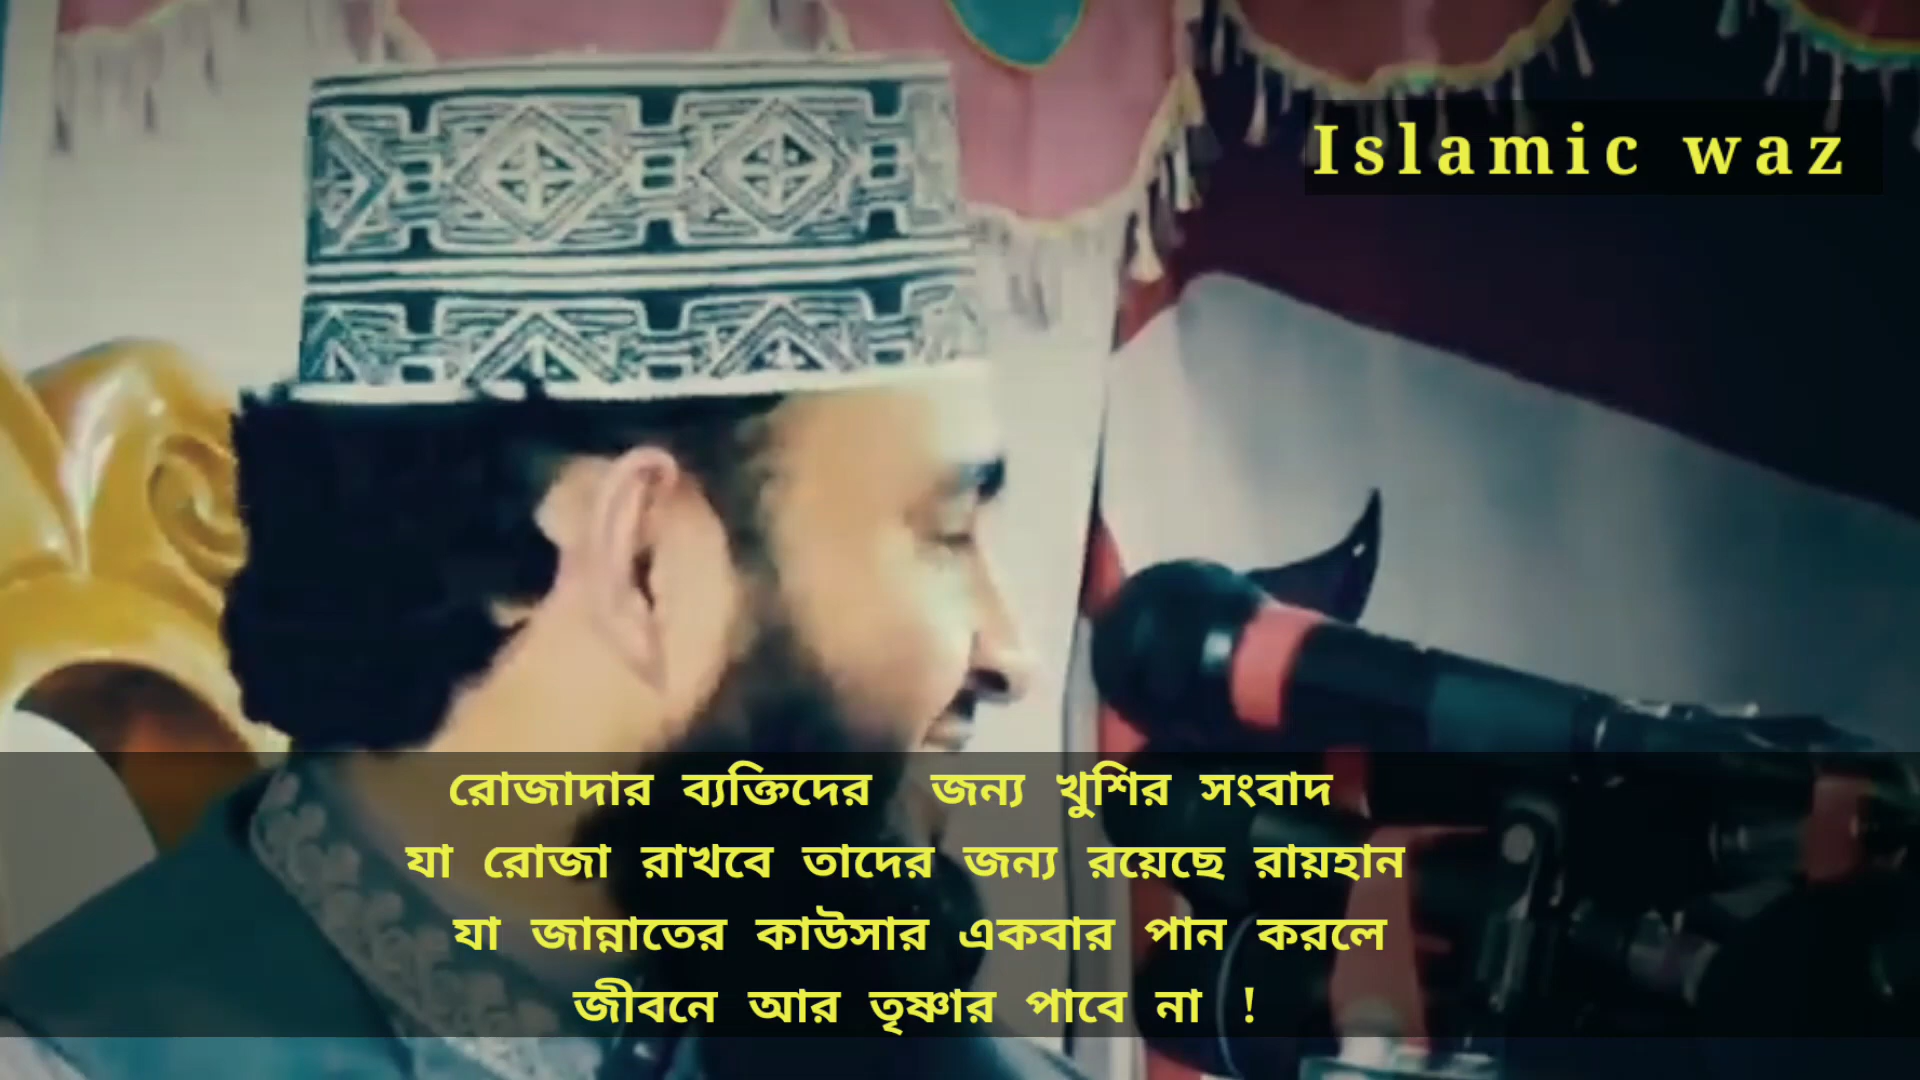 Islamic waz
রোজাদার ব্যক্তিদের জন্য খুশির সংবাদ
যা রোজা রাখবে তাদের জন্য রয়েছে রায়হান
যা জান্নাতের কাউসার একবার পান করলে
জীবনে আর তৃষ্ণার পাবে না !